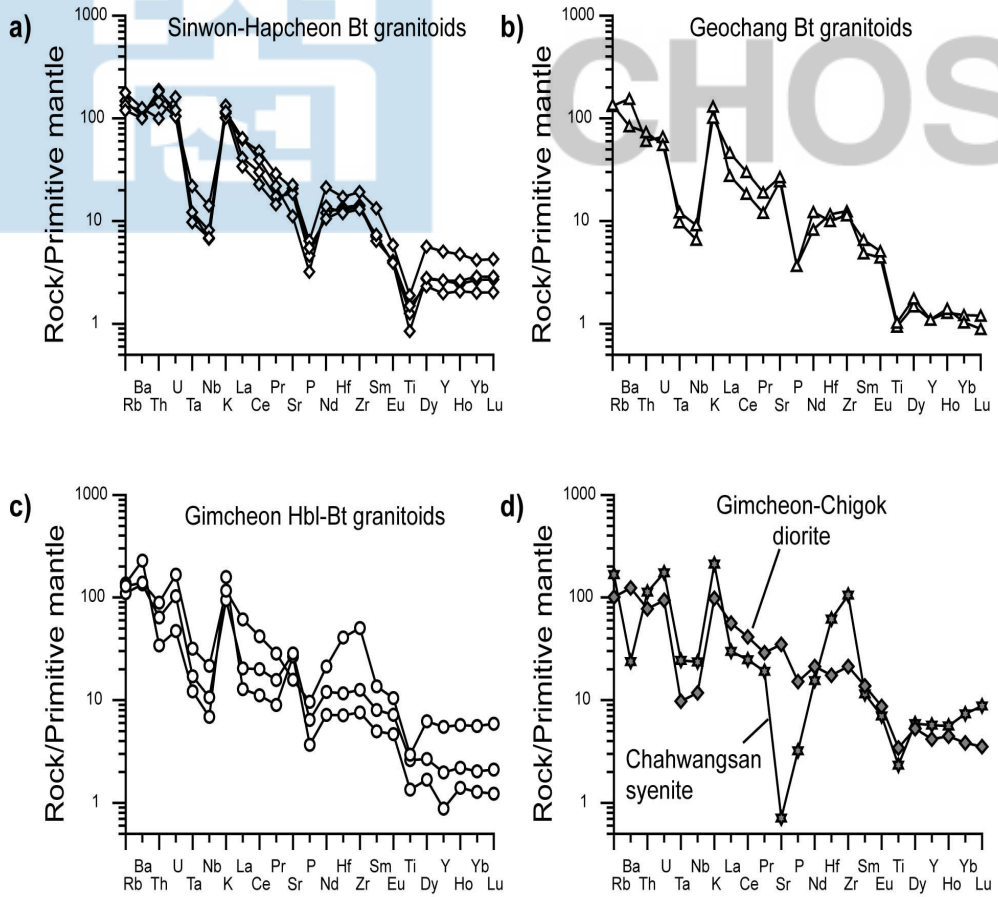 a)
Sinwon-Hapcheon Bt granitoids
Rock/Primitive mantle
1000
100
10
1
Ba Th U Ta Nb K La Ce Pr Sr P Nd Hf Zr Sm Eu Ti Dy Y Ho Yb Lu
Rb
b)
Geochang Bt granitoids
CHOS
Rock/Primitive mantle
1000
100
10
1
Ba U Nb La Pr P Hf Sm Ti Y Yb
Rb Th Ta K Ce Sr Nd Zr Eu Dy Ho Lu
c)
Gimcheon Hbl-Bt granitoids
Rock/Primitive mantle
1000
100
10
1
Ba U Nb La Pr P Hf Sm Ti Y Yb
Rb Th Ta K Ce Sr Nd Zr Eu Dy Ho Lu
d)
Gimcheon-Chigok
diorite
Chahwangsan
syenite
Rock/Primitive mantle
1000
100
10
1
Ba U Nb La Pr P Hf Sm Ti Y Yb
Rb Th Ta K Ce Sr Nd Zr Eu Dy Ho Lu